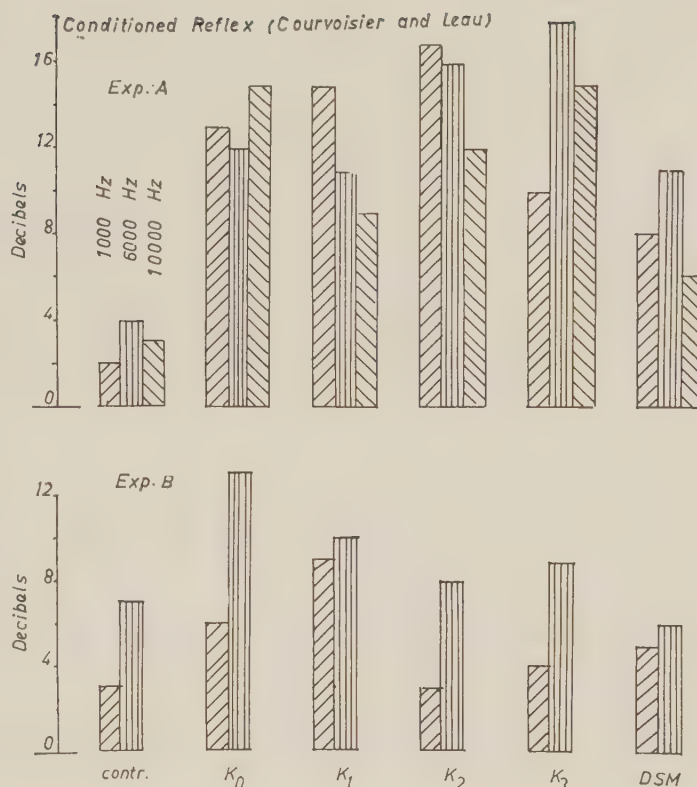 Conditioned Reflex (Courvoisier and Leau)
16
Exp. A
12
1000 Hz
6000 Hz
10000 Hz
Decibels
8
4
0
Exp. B
12
Decibels
8
4
0
contr. K0 K1 K2 K3 DSM